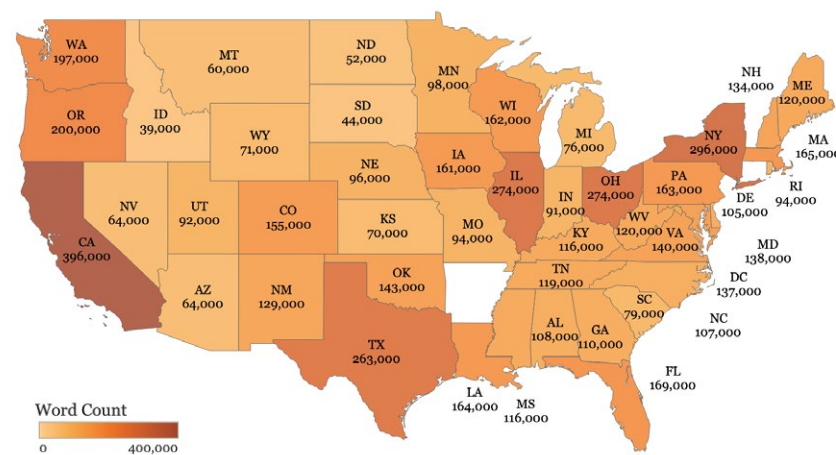 WA
197,000
MT
60,000
ND
52,000
MN
98,000
OR
200,000
ID
39,000
SD
44,000
WI
162,000
MI
76,000
NH
134,000
ME
120,000
WY
71,000
NY
296,000
MA
165,000
NE
96,000
IA
161,000
PA
163,000
RI
94,000
IL
274,000
OH
274,000
IN
91,000
DE
105,000
NV
64,000
UT
92,000
CO
155,000
KS
70,000
MO
94,000
WV
120,000
VA
140,000
KY
116,000
MD
138,000
CA
396,000
DC
137,000
AZ
64,000
NM
129,000
OK
143,000
TN
119,000
SC
79,000
NC
107,000
AL
108,000
GA
110,000
TX
263,000
FL
169,000
LA
164,000
MS
116,000
Word Count
0
400,000